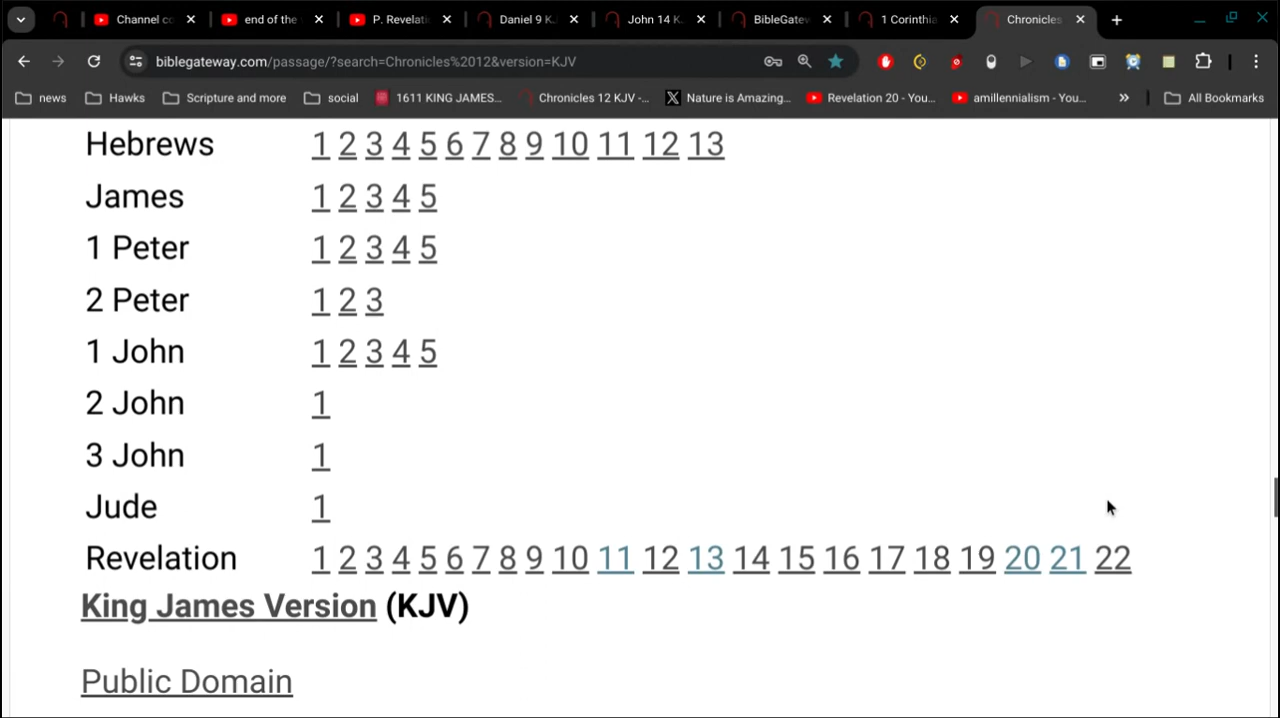 Channel co
end of the
P. Revelati
Daniel 9 K
John 14 K
BibleGatew
1 Corinthia
Chronicles
biblegateway.com/passage/?search=Chronicles%2012&version=KJV
news Hawks Scripture and more social 1611 KING JAMES... Chronicles 12 KJV -... Nature is Amazing... Revelation 20 - You... amillennialism - You... » All Bookmarks
Hebrews 1 2 3 4 5 6 7 8 9 10 11 12 13
James 1 2 3 4 5
1 Peter 1 2 3 4 5
2 Peter 1 2 3
1 John 1 2 3 4 5
2 John 1
3 John 1
Jude 1
Revelation 1 2 3 4 5 6 7 8 9 10 11 12 13 14 15 16 17 18 19 20 21 22
King James Version (KJV)
Public Domain